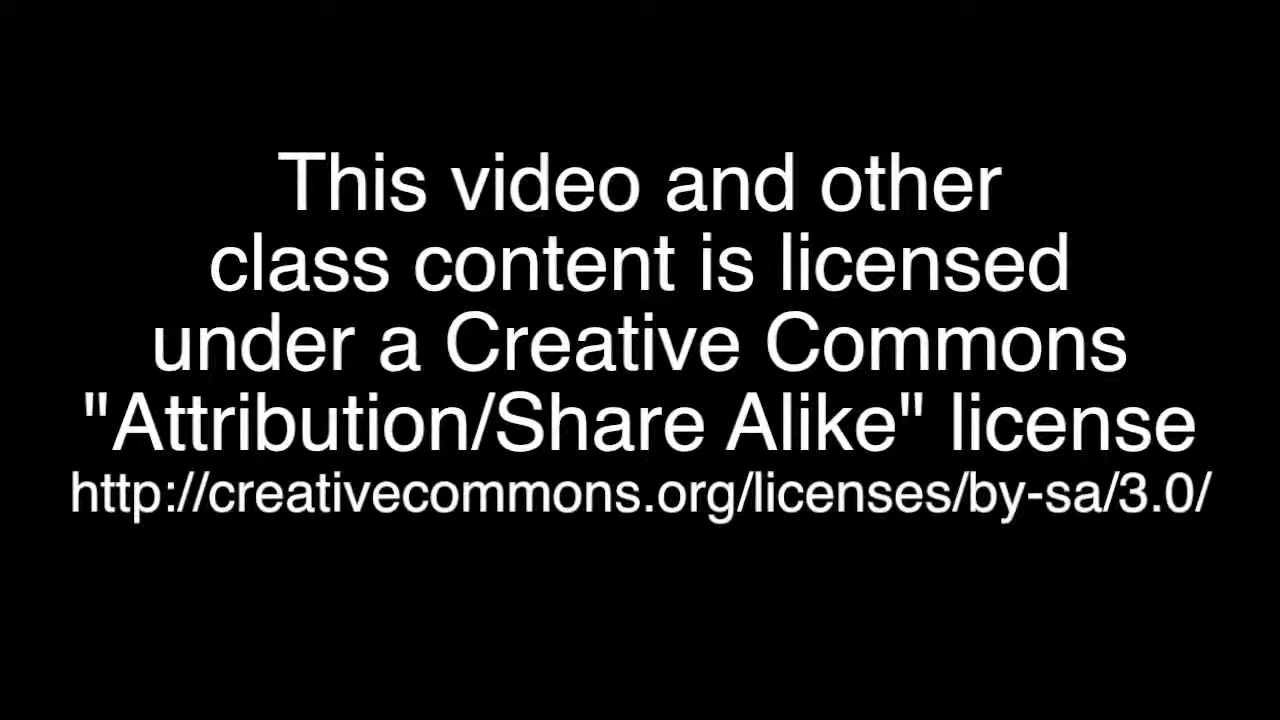 This video and other
class content is licensed
under a Creative Commons
"Attribution/Share Alike" license
http://creativecommons.org/licenses/by-sa/3.0/